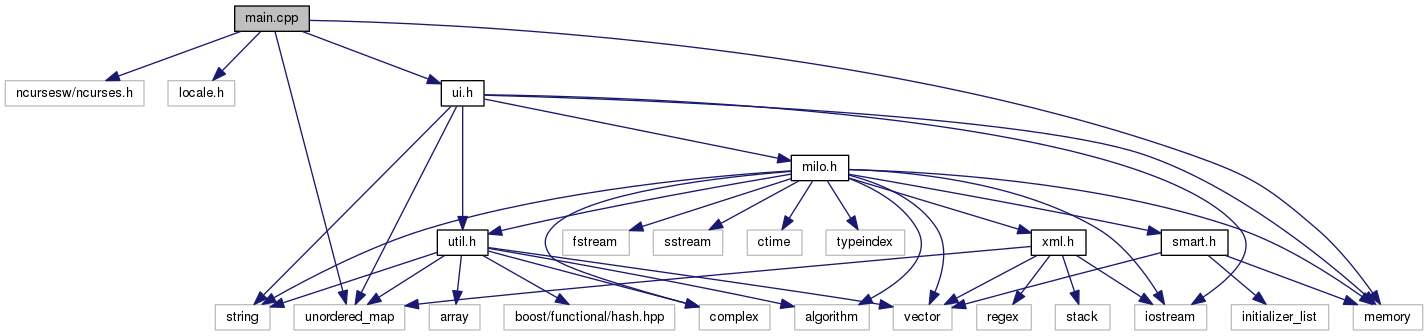 main.cpp
ncursesw/ncurses.h
locale.h
ui.h
milo.h
util.h
fstream
sstream
ctime
typeindex
xml.h
smart.h
string
unordered_map
array
boost/functional/hash.hpp
complex
algorithm
vector
regex
stack
iostream
initializer_list
memory